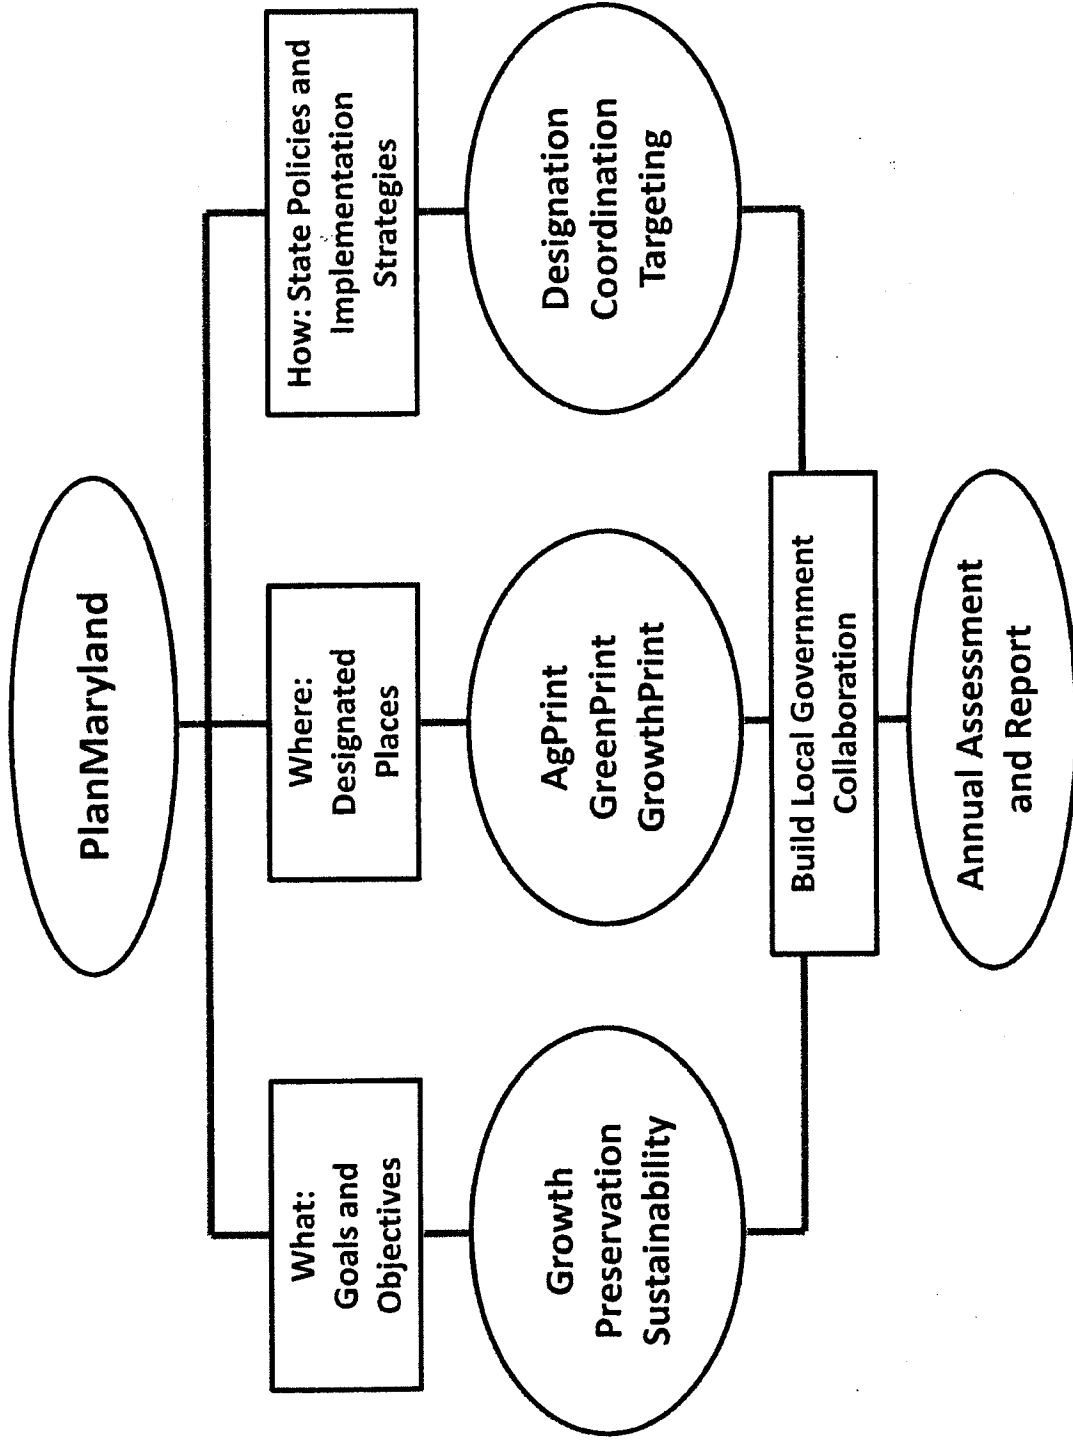 PlanMaryland
What:
Goals and
Objectives
Where:
Designated
Places
How: State Policies and
Implementation
Strategies
Growth
Preservation
Sustainability
AgPrint
GreenPrint
GrowthPrint
Designation
Coordination
Targeting
Build Local Government
Collaboration
Annual Assessment
and Report